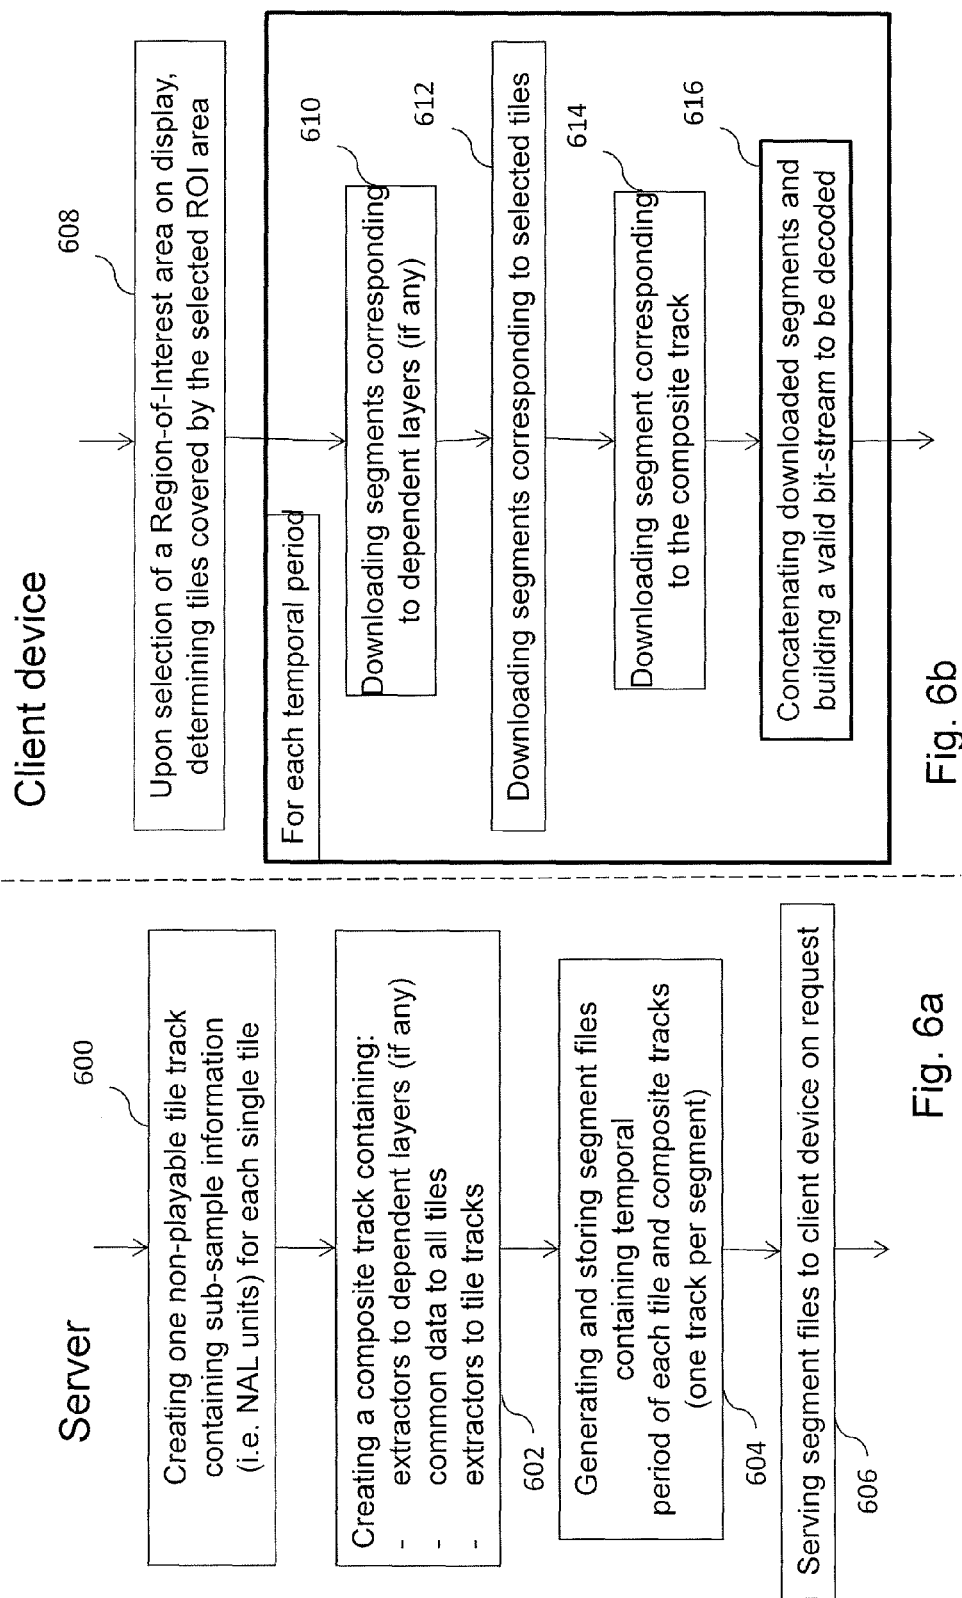 Server
600
Creating one non-playable tile track
containing sub-sample information
(i.e. NAL units) for each single tile
Creating a composite track containing:
- extractors to dependent layers (if any)
- common data to all tiles
- extractors to tile tracks
602
Generating and storing segment files
containing temporal
period of each tile and composite tracks
(one track per segment)
604
Serving segment files to client device on request
606
Fig. 6a
Client device
608
Upon selection of a Region-of-Interest area on display,
determining tiles covered by the selected ROI area
For each temporal period
610
Downloading segments corresponding
to dependent layers (if any)
612
Downloading segments corresponding to selected tiles
614
Downloading segment corresponding
to the composite track
616
Concatenating downloaded segments and
building a valid bit-stream to be decoded
Fig. 6b